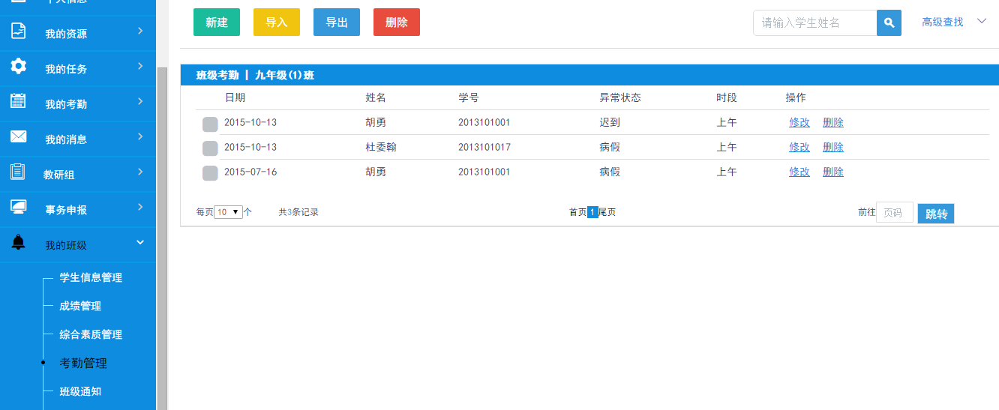 个人信息
我的资源
我的任务
我的考勤
我的消息
教研组
事务申报
我的班级
学生信息管理
成绩管理
综合素质管理
考勤管理
班级通知
新建 导入 导出 删除 请输入学生姓名 高级查找
班级考勤 | 九年级(1)班
日期 姓名 学号 异常状态 时段 操作
2015-10-13 胡勇 2013101001 迟到 上午 修改 删除
2015-10-13 杜委翰 2013101017 病假 上午 修改 删除
2015-07-16 胡勇 2013101001 病假 上午 修改 删除
每页 10 个 共3条记录 首页 1 尾页 前往 页码 跳转